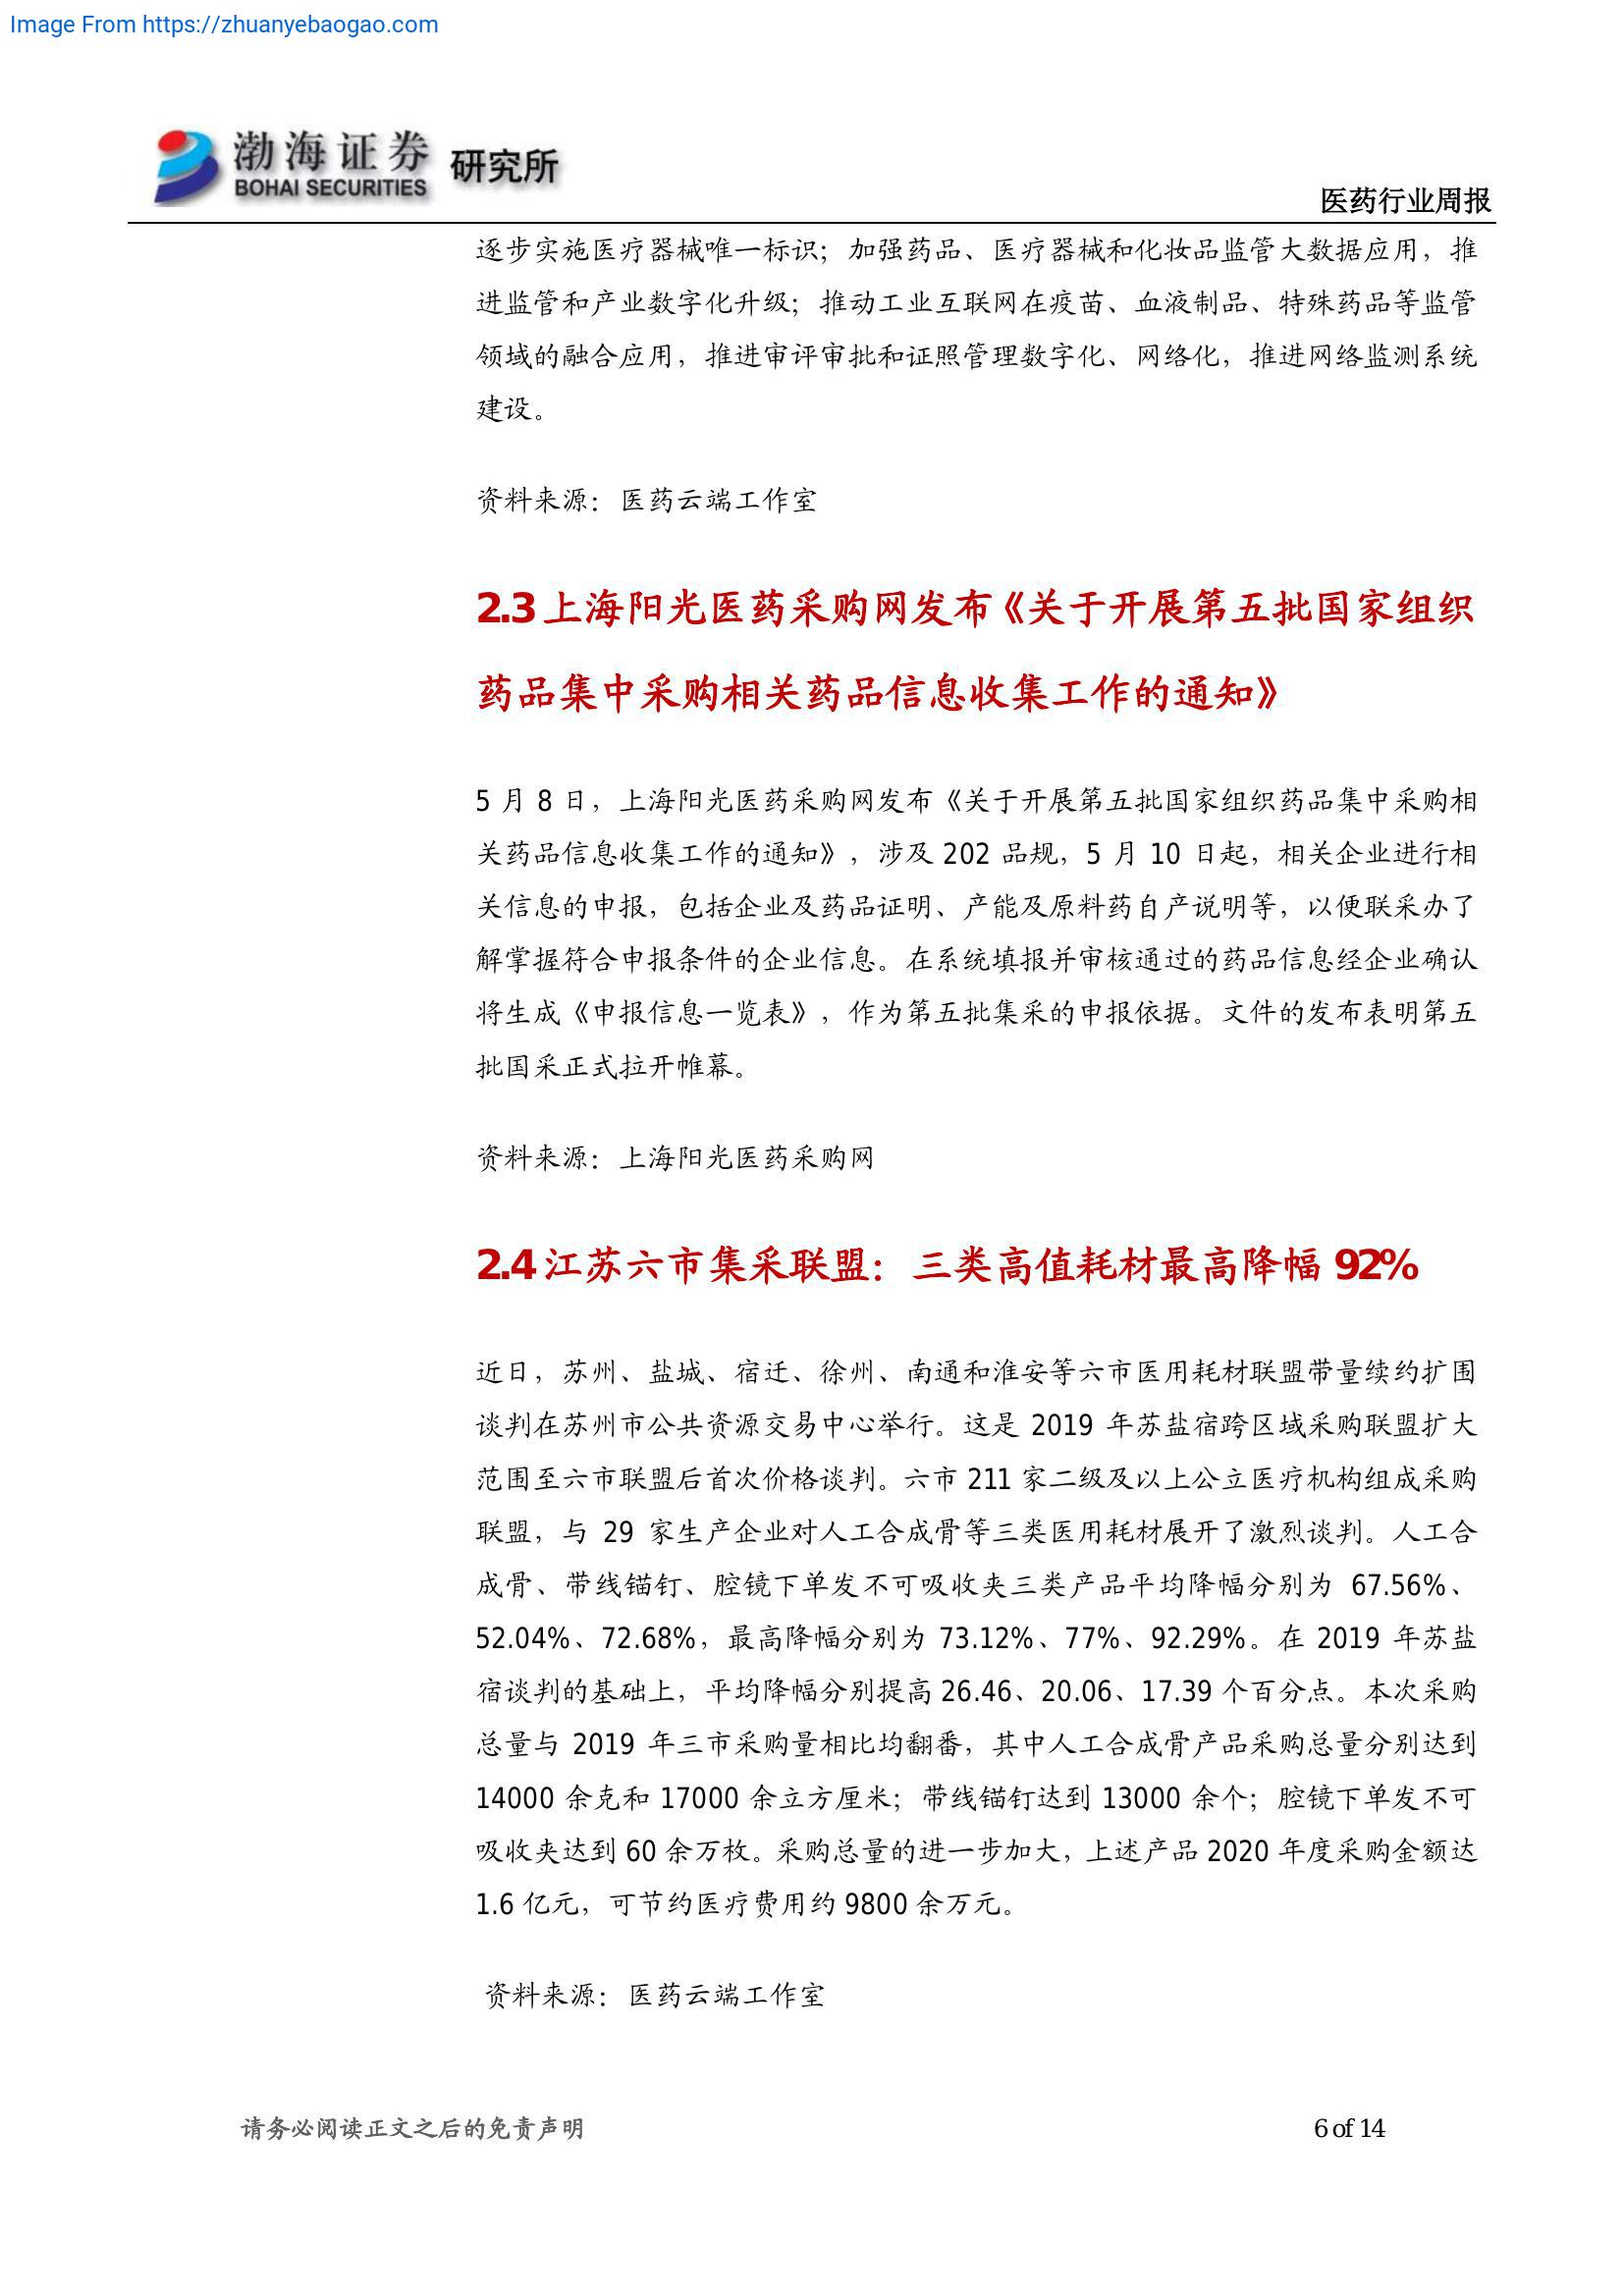 Image From https://zhuanyebaogao.com
渤海证券 研究所
BOHAI SECURITIES
医药行业周报
逐步实施医疗器械唯一标识；加强药品、医疗器械和化妆品监管大数据应用，推
进监管和产业数字化升级；推动工业互联网在疫苗、血液制品、特殊药品等监管
领域的融合应用，推进审评审批和证照管理数字化、网络化，推进网络监测系统
建设。
资料来源：医药云端工作室
2.3 上海阳光医药采购网发布《关于开展第五批国家组织
药品集中采购相关药品信息收集工作的通知》
5 月 8 日，上海阳光医药采购网发布《关于开展第五批国家组织药品集中采购相
关药品信息收集工作的通知》，涉及 202 品规，5 月 10 日起，相关企业进行相
关信息的申报，包括企业及药品证明、产能及原料药自产说明等，以便联采办了
解掌握符合申报条件的企业信息。在系统填报并审核通过的药品信息经企业确认
将生成《申报信息一览表》，作为第五批集采的申报依据。文件的发布表明第五
批国采正式拉开帷幕。
资料来源：上海阳光医药采购网
2.4 江苏六市集采联盟：三类高值耗材最高降幅 92%
近日，苏州、盐城、宿迁、徐州、南通和淮安等六市医用耗材联盟带量续约扩围
谈判在苏州市公共资源交易中心举行。这是 2019 年苏盐宿跨区域采购联盟扩大
范围至六市联盟后首次价格谈判。六市 211 家二级及以上公立医疗机构组成采购
联盟，与 29 家生产企业对人工合成骨等三类医用耗材展开了激烈谈判。人工合
成骨、带线锚钉、腔镜下单发不可吸收夹三类产品平均降幅分别为 67.56%、
52.04%、72.68%，最高降幅分别为 73.12%、77%、92.29%。在 2019 年苏盐
宿谈判的基础上，平均降幅分别提高 26.46、20.06、17.39 个百分点。本次采购
总量与 2019 年三市采购量相比均翻番，其中人工合成骨产品采购总量分别达到
14000 余克和 17000 余立方厘米；带线锚钉达到 13000 余个；腔镜下单发不可
吸收夹达到 60 余万枚。采购总量的进一步加大，上述产品 2020 年度采购金额达
1.6 亿元，可节约医疗费用约 9800 余万元。
资料来源：医药云端工作室
请务必阅读正文之后的免责声明
6 of 14